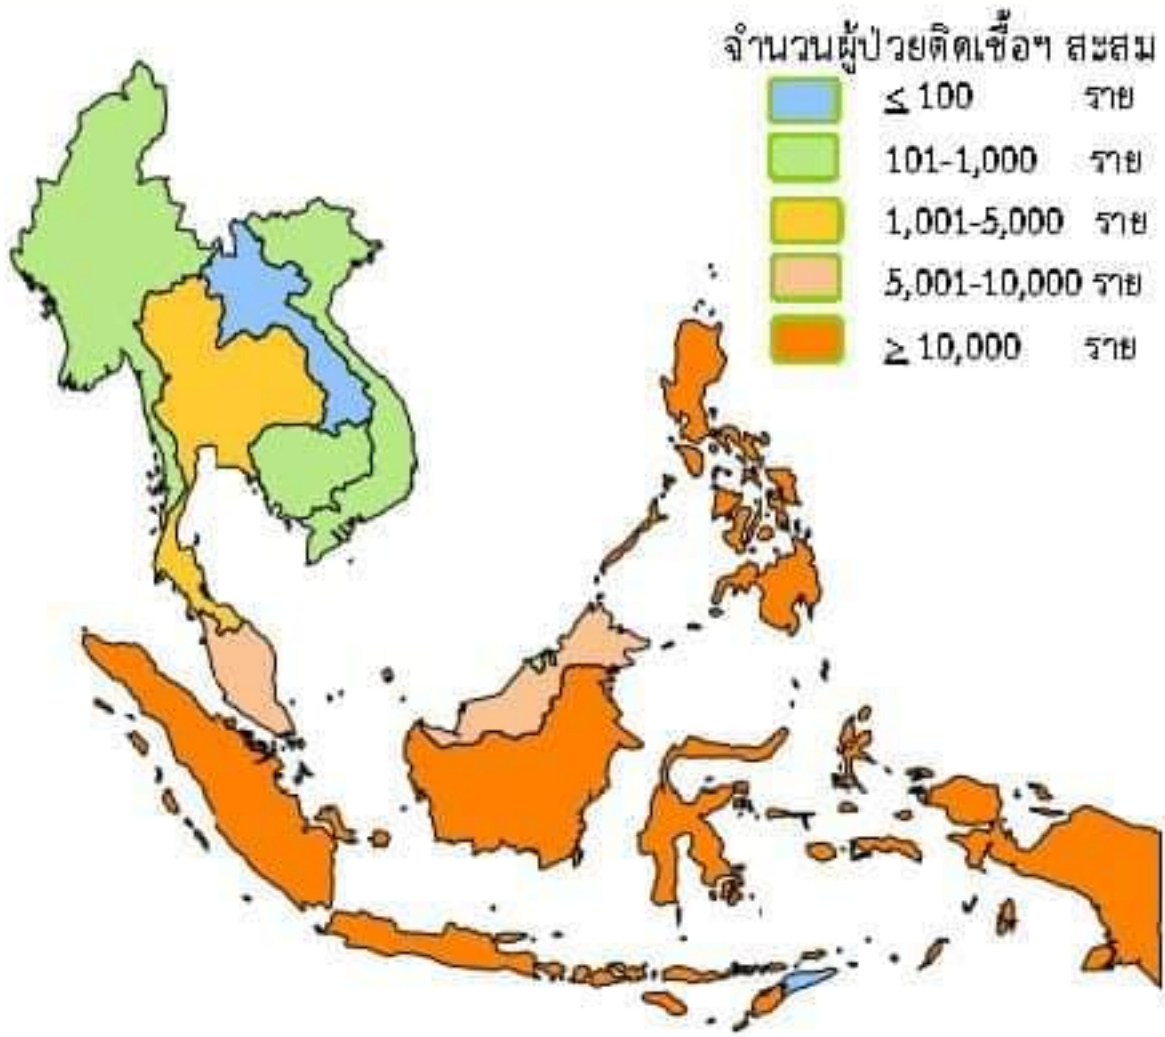 จำนวนผู้ป่วยติดเชื้อฯ สะสม
≤ 100 ราย
101-1,000 ราย
1,001-5,000 ราย
5,001-10,000 ราย
≥ 10,000 ราย